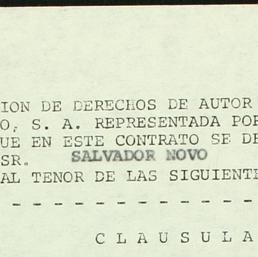 ION DE DERECHOS DE AUTOR
O, S. A. REPRESENTADA POR
UE EN ESTE CONTRATO SE DE
SR. SALVADOR NOVO
AL TENOR DE LAS SIGUIENTE
- - - - - - - - - - - - - - - -
C L A U S U L A